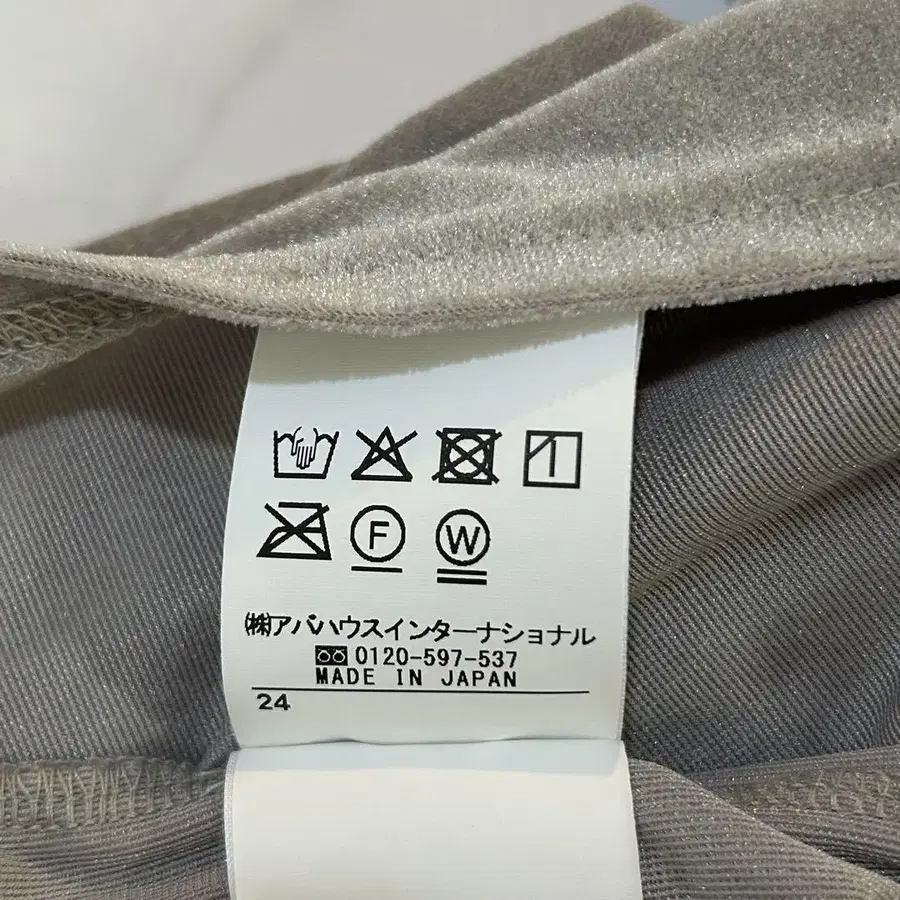 F W
(株)アバハウスインターナショナル
0120-597-537
MADE IN JAPAN
24